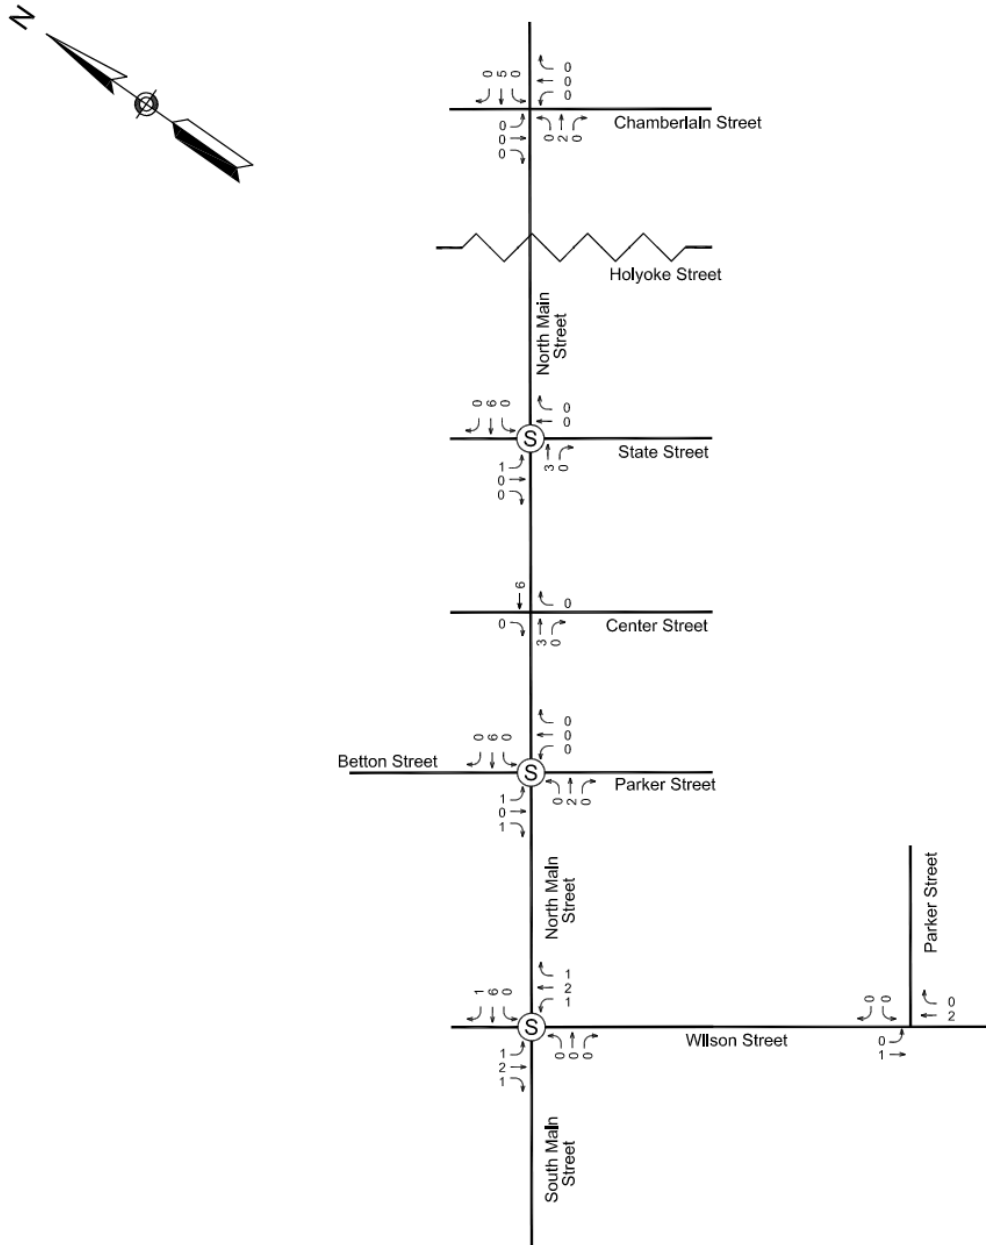 N
0 5 0
0
0
0
Chamberlain Street
0
0
0
0 2 0
Holyoke Street
North Main
Street
0 6 0
0
0
S
State Street
1
0
0
3 0
6
0
0
Center Street
3 0
0 6 0
0
0
0
Betton Street
S
Parker Street
1
0
1
0 2 0
North Main
Street
Parker Street
1 6 0
1
2
1
0 0
0
2
S
Wilson Street
1
2
1
0 0 0
0
1
South Main
Street